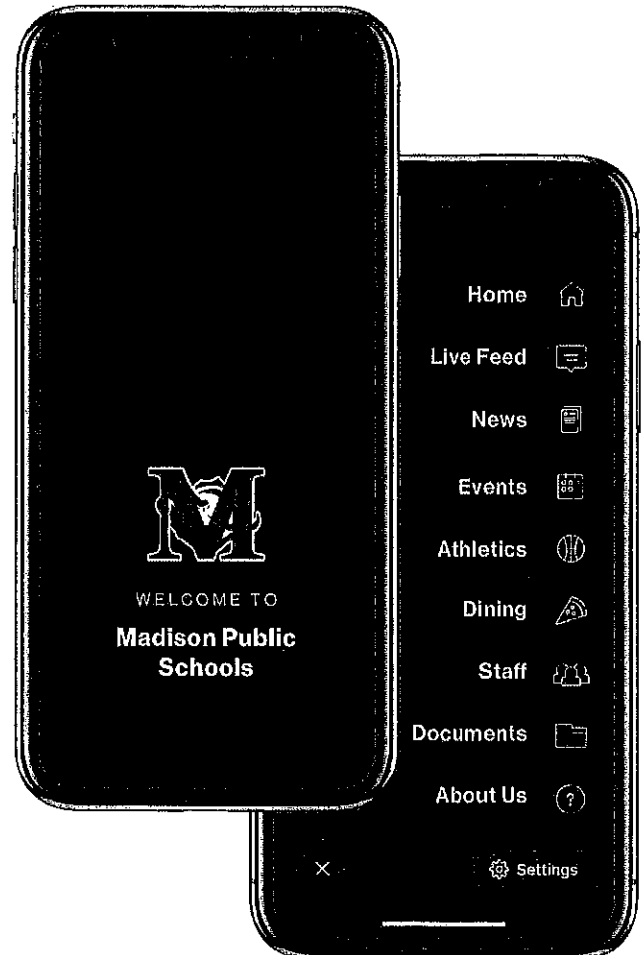 M
WELCOME TO
Madison Public
Schools
Home
Live Feed
News
Events
Athletics
Dining
Staff
Documents
About Us
Settings